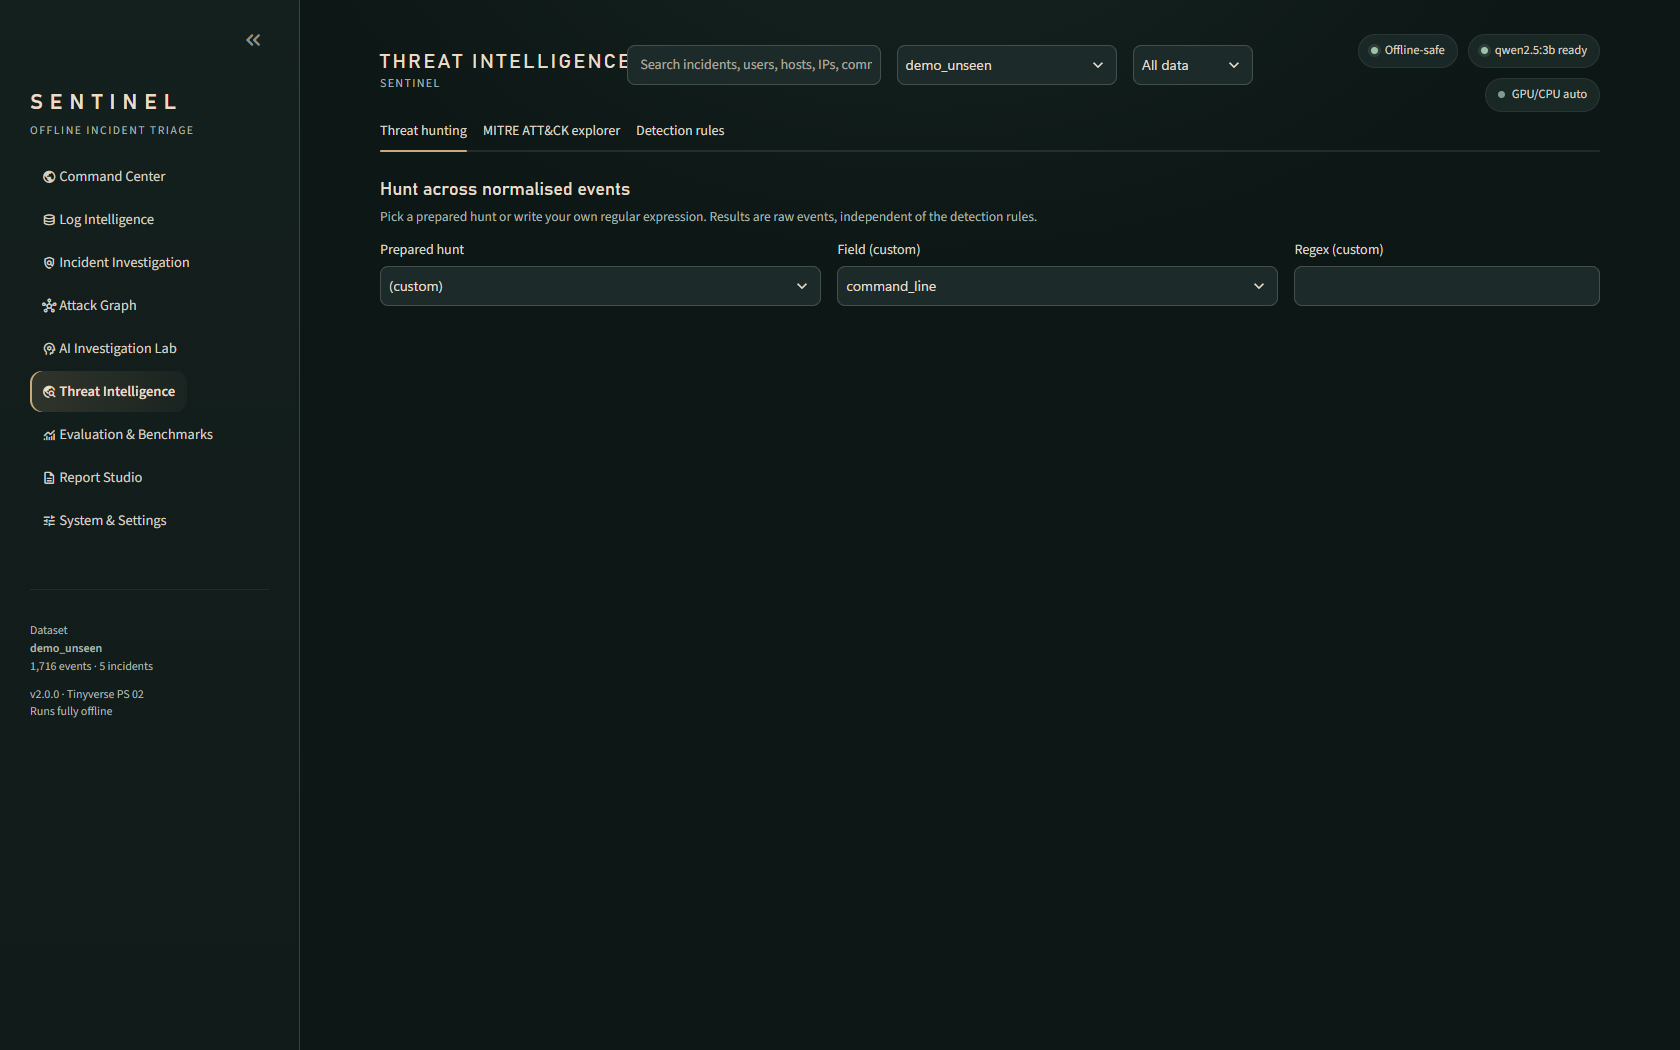 SENTINEL
OFFLINE INCIDENT TRIAGE
Command Center
Log Intelligence
Incident Investigation
Attack Graph
AI Investigation Lab
Threat Intelligence
Evaluation & Benchmarks
Report Studio
System & Settings
Dataset
demo_unseen
1,716 events · 5 incidents
v2.0.0 · Tinyverse PS 02
Runs fully offline
THREAT INTELLIGENCE
SENTINEL
Search incidents, users, hosts, IPs, comr
demo_unseen
All data
Offline-safe
qwen2.5:3b ready
GPU/CPU auto
Threat hunting
MITRE ATT&CK explorer
Detection rules
Hunt across normalised events
Pick a prepared hunt or write your own regular expression. Results are raw events, independent of the detection rules.
Prepared hunt
Field (custom)
Regex (custom)
(custom)
command_line